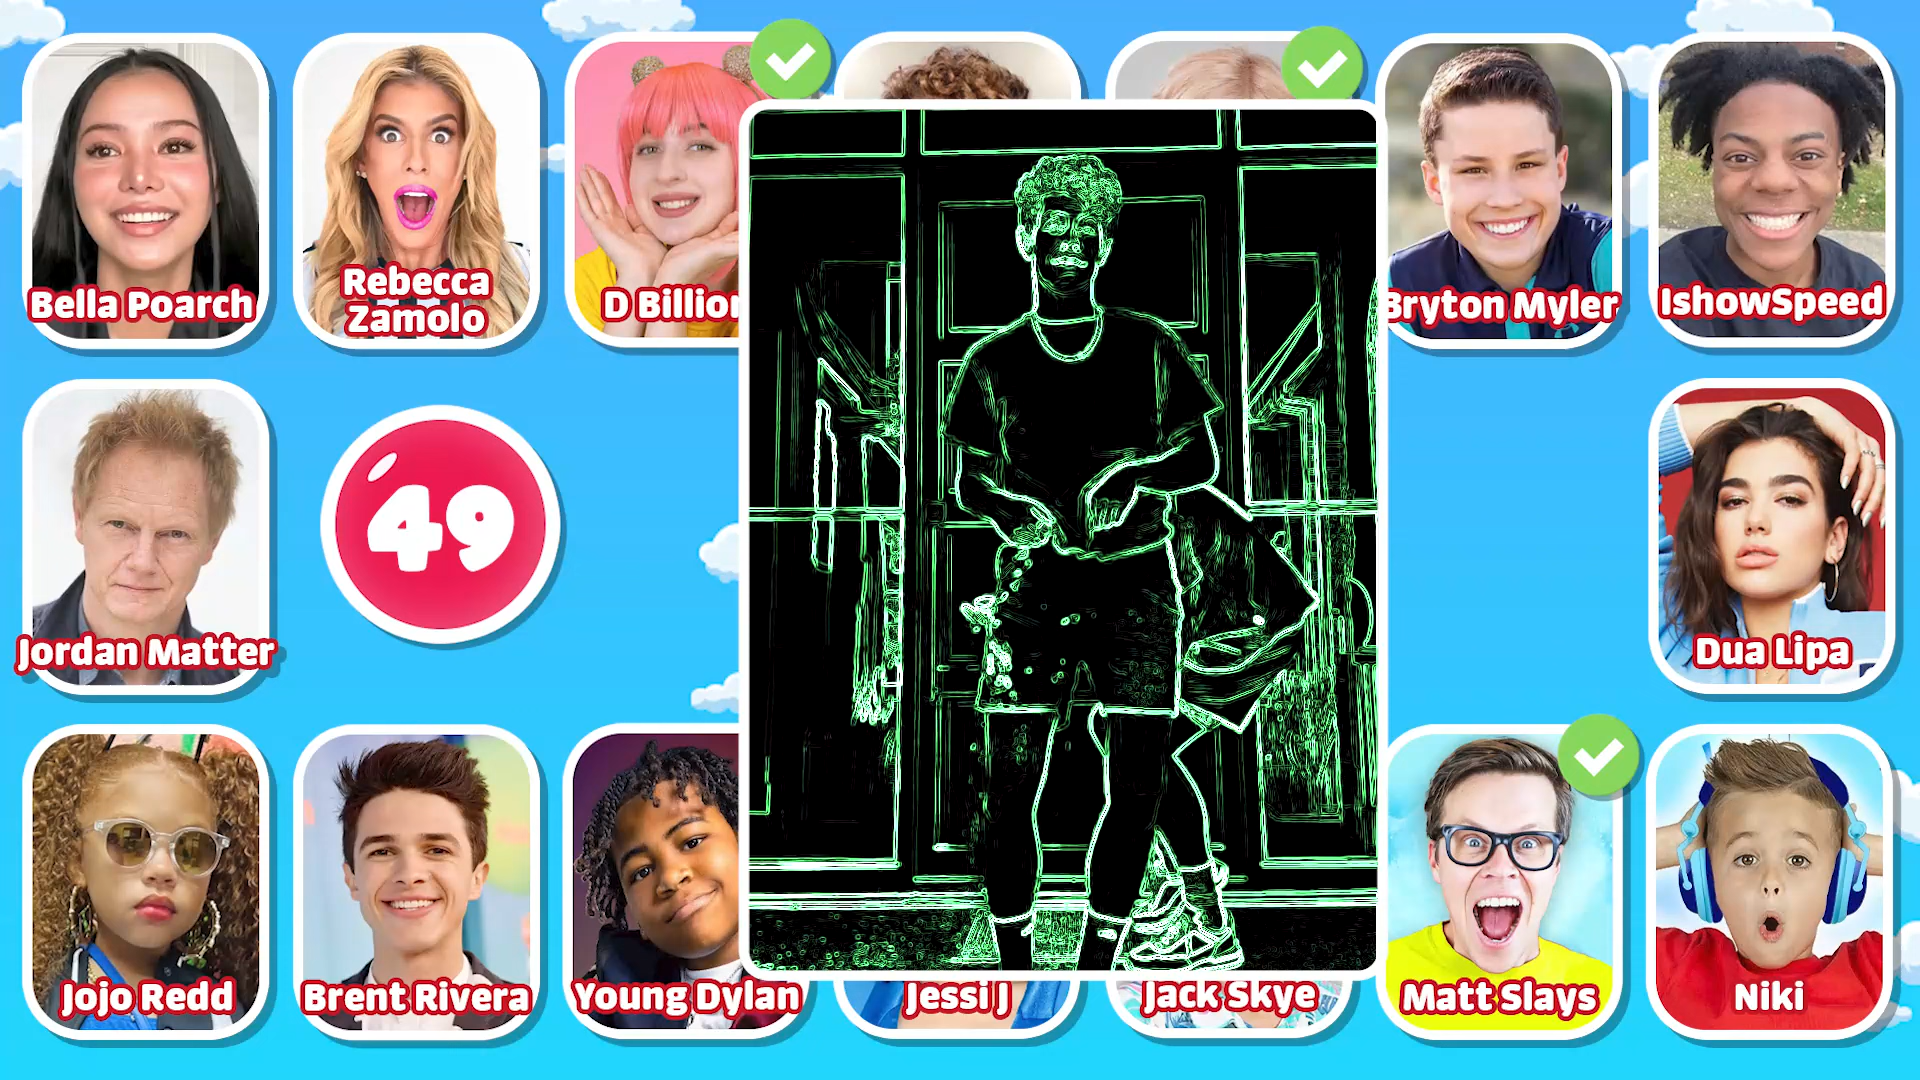 Bella Poarch
Rebecca
Zamolo
D Billion
Bryton Myler
IshowSpeed
Jordan Matter
49
Dua Lipa
Jojo Redd
Brent Rivera
Young Dylan
Jessi J
Jack Skye
Matt Slays
Niki